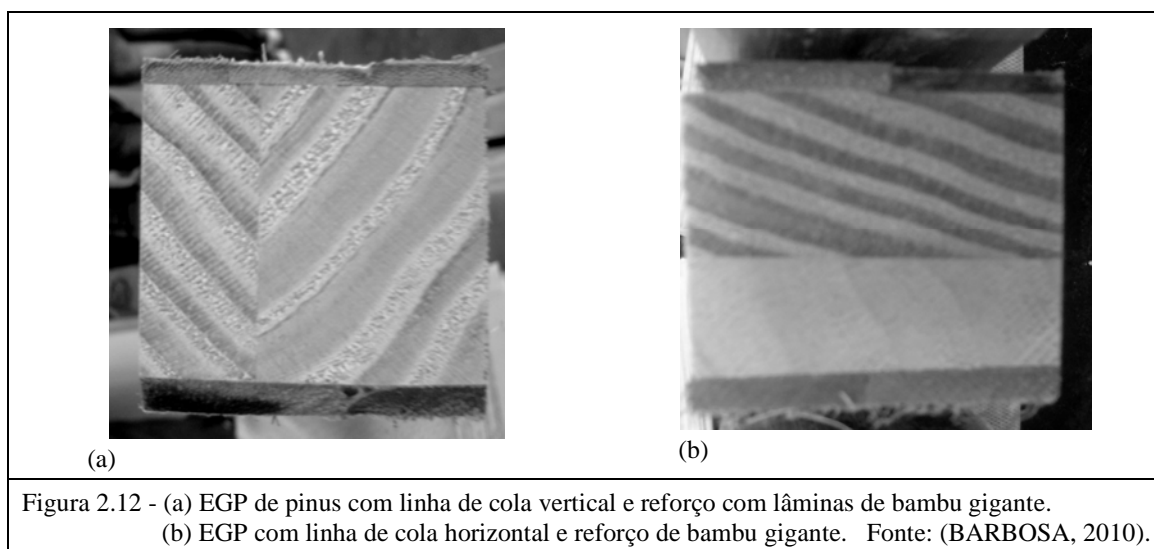 (a)
(b)
Figura 2.12 - (a) EGP de pinus com linha de cola vertical e reforço com lâminas de bambu gigante.
(b) EGP com linha de cola horizontal e reforço de bambu gigante. Fonte: (BARBOSA, 2010).